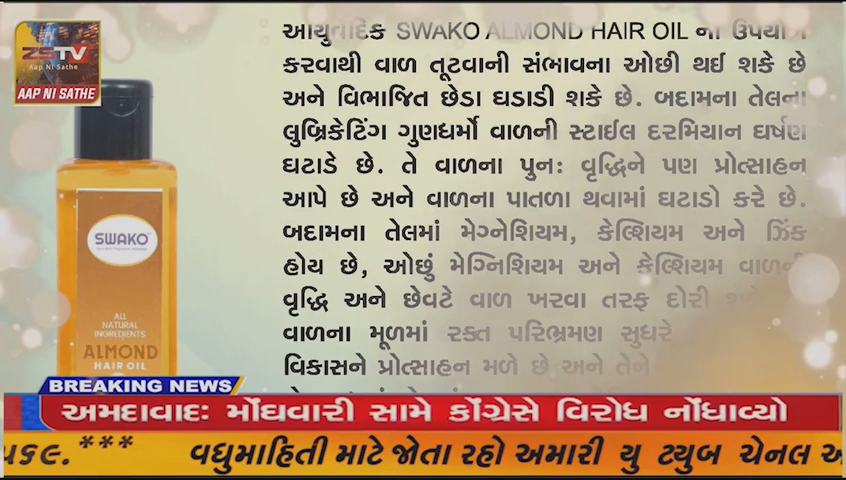 ZSTV
Aap Ni Sathe
AAP NI SATHE
આયુર્વેદિક SWAKO ALMOND HAIR OIL ના ઉપયોગ
કરવાથી વાળ તૂટવાની સંભાવના ઓછી થઈ શકે છે
અને વિભાજિત છેડા ઘડાડી શકે છે. બદામના તેલના
લુબ્રિકેટિંગ ગુણધર્મો વાળની સ્ટાઈલ દરમિયાન ઘર્ષણ
ઘટાડે છે. તે વાળના પુનઃ વૃદ્ધિને પણ પ્રોત્સાહન
આપે છે અને વાળના પાતળા થવામાં ઘટાડો કરે છે.
બદામના તેલમાં મેગ્નેશિયમ, કેલ્શિયમ અને ઝિંક
હોય છે, ઓછું મેગ્નિશિયમ અને કેલ્શિયમ વાળની
વૃદ્ધિ અને છેવટે વાળ ખરવા તરફ દોરી
વાળના મૂળમાં રક્ત પરિભ્રમણ સુધરે
વિકાસને પ્રોત્સાહન મળે છે અને તેને
SWAKO
ALL
NATURAL
INGREDIENTS
ALMOND
HAIR OIL
BREAKING NEWS
અમદાવાદઃ મોંઘવારી સામે કોંગ્રેસે વિરોધ નોંધાવ્યો
૫૬૯.*** વધુમાહિતી માટે જોતા રહો અમારી યુ ટ્યુબ ચેનલ